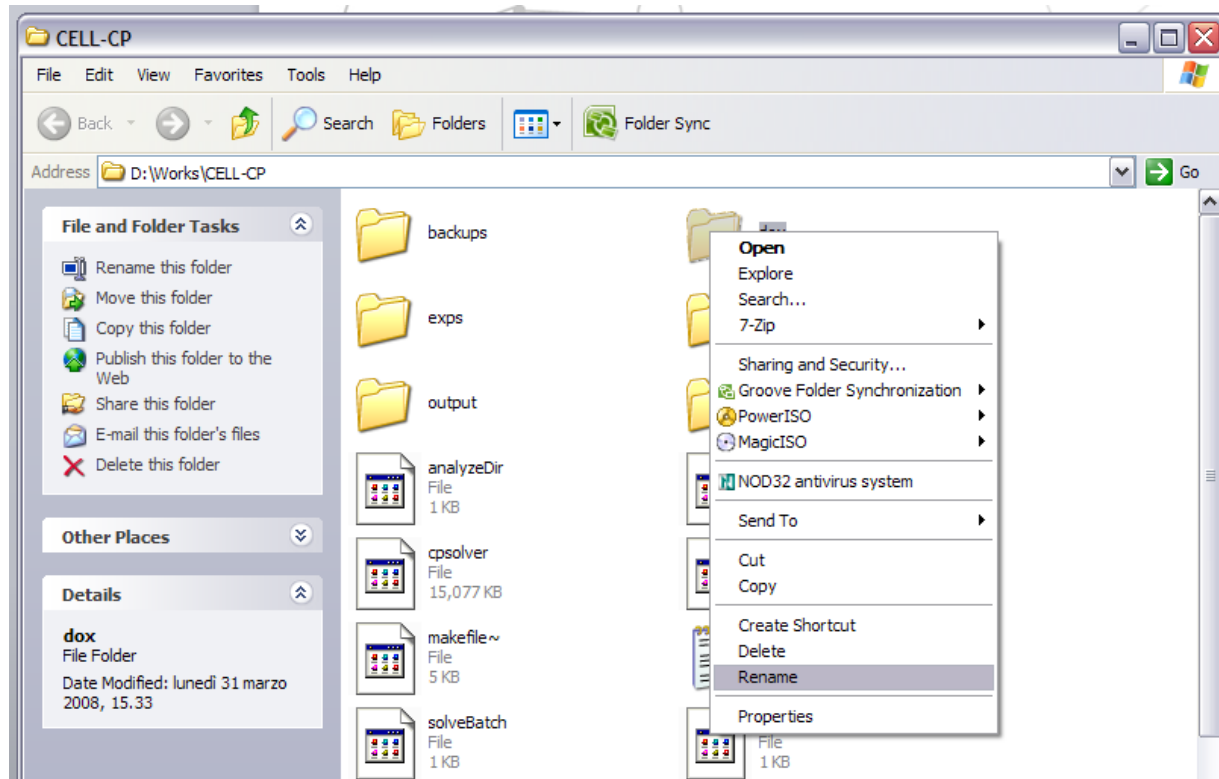 CELL-CP
File Edit View Favorites Tools Help
Back Search Folders Folder Sync
Address D:\Works\CELL-CP Go
File and Folder Tasks
Rename this folder
Move this folder
Copy this folder
Publish this folder to the
Web
Share this folder
E-mail this folder's files
Delete this folder
Other Places
Details
dox
File Folder
Date Modified: lunedì 31 marzo
2008, 15.33
backups
exps
output
analyzeDir
File
1 KB
cpsolver
File
15,077 KB
makefile~
File
5 KB
solveBatch
File
1 KB
Open
Explore
Search...
7-Zip
Sharing and Security...
Groove Folder Synchronization
PowerISO
MagicISO
NOD32 antivirus system
Send To
Cut
Copy
Create Shortcut
Delete
Rename
Properties
File
1 KB